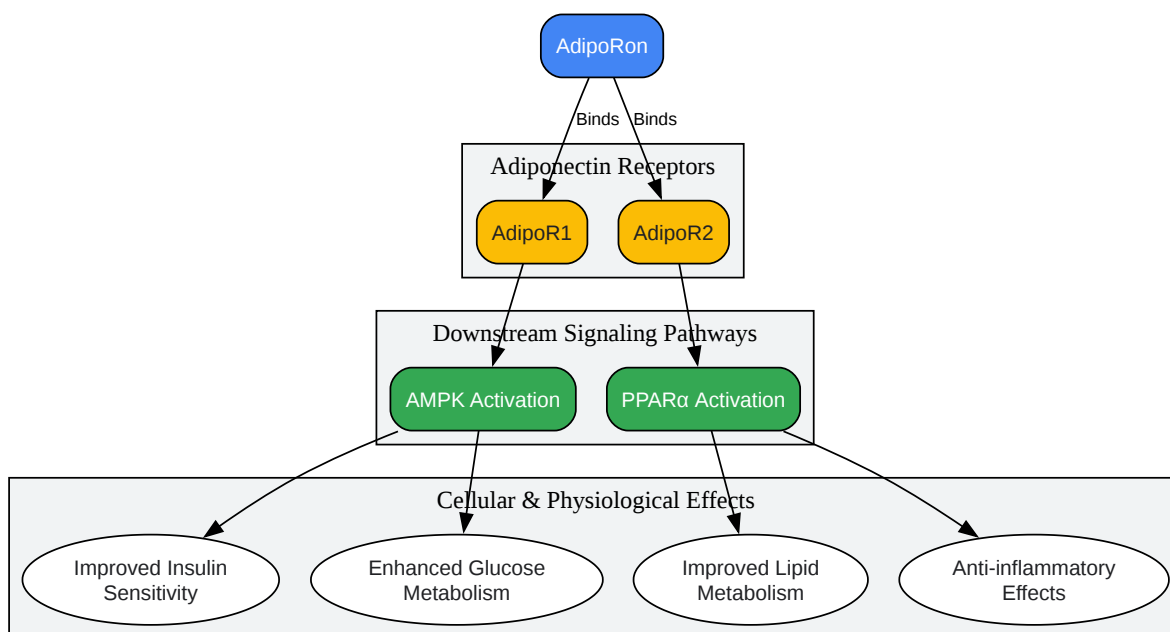 AdipoRon
Binds
Binds
Adiponectin Receptors
AdipoR1
AdipoR2
Downstream Signaling Pathways
AMPK Activation
PPARα Activation
Cellular & Physiological Effects
Improved Insulin
Sensitivity
Enhanced Glucose
Metabolism
Improved Lipid
Metabolism
Anti-inflammatory
Effects